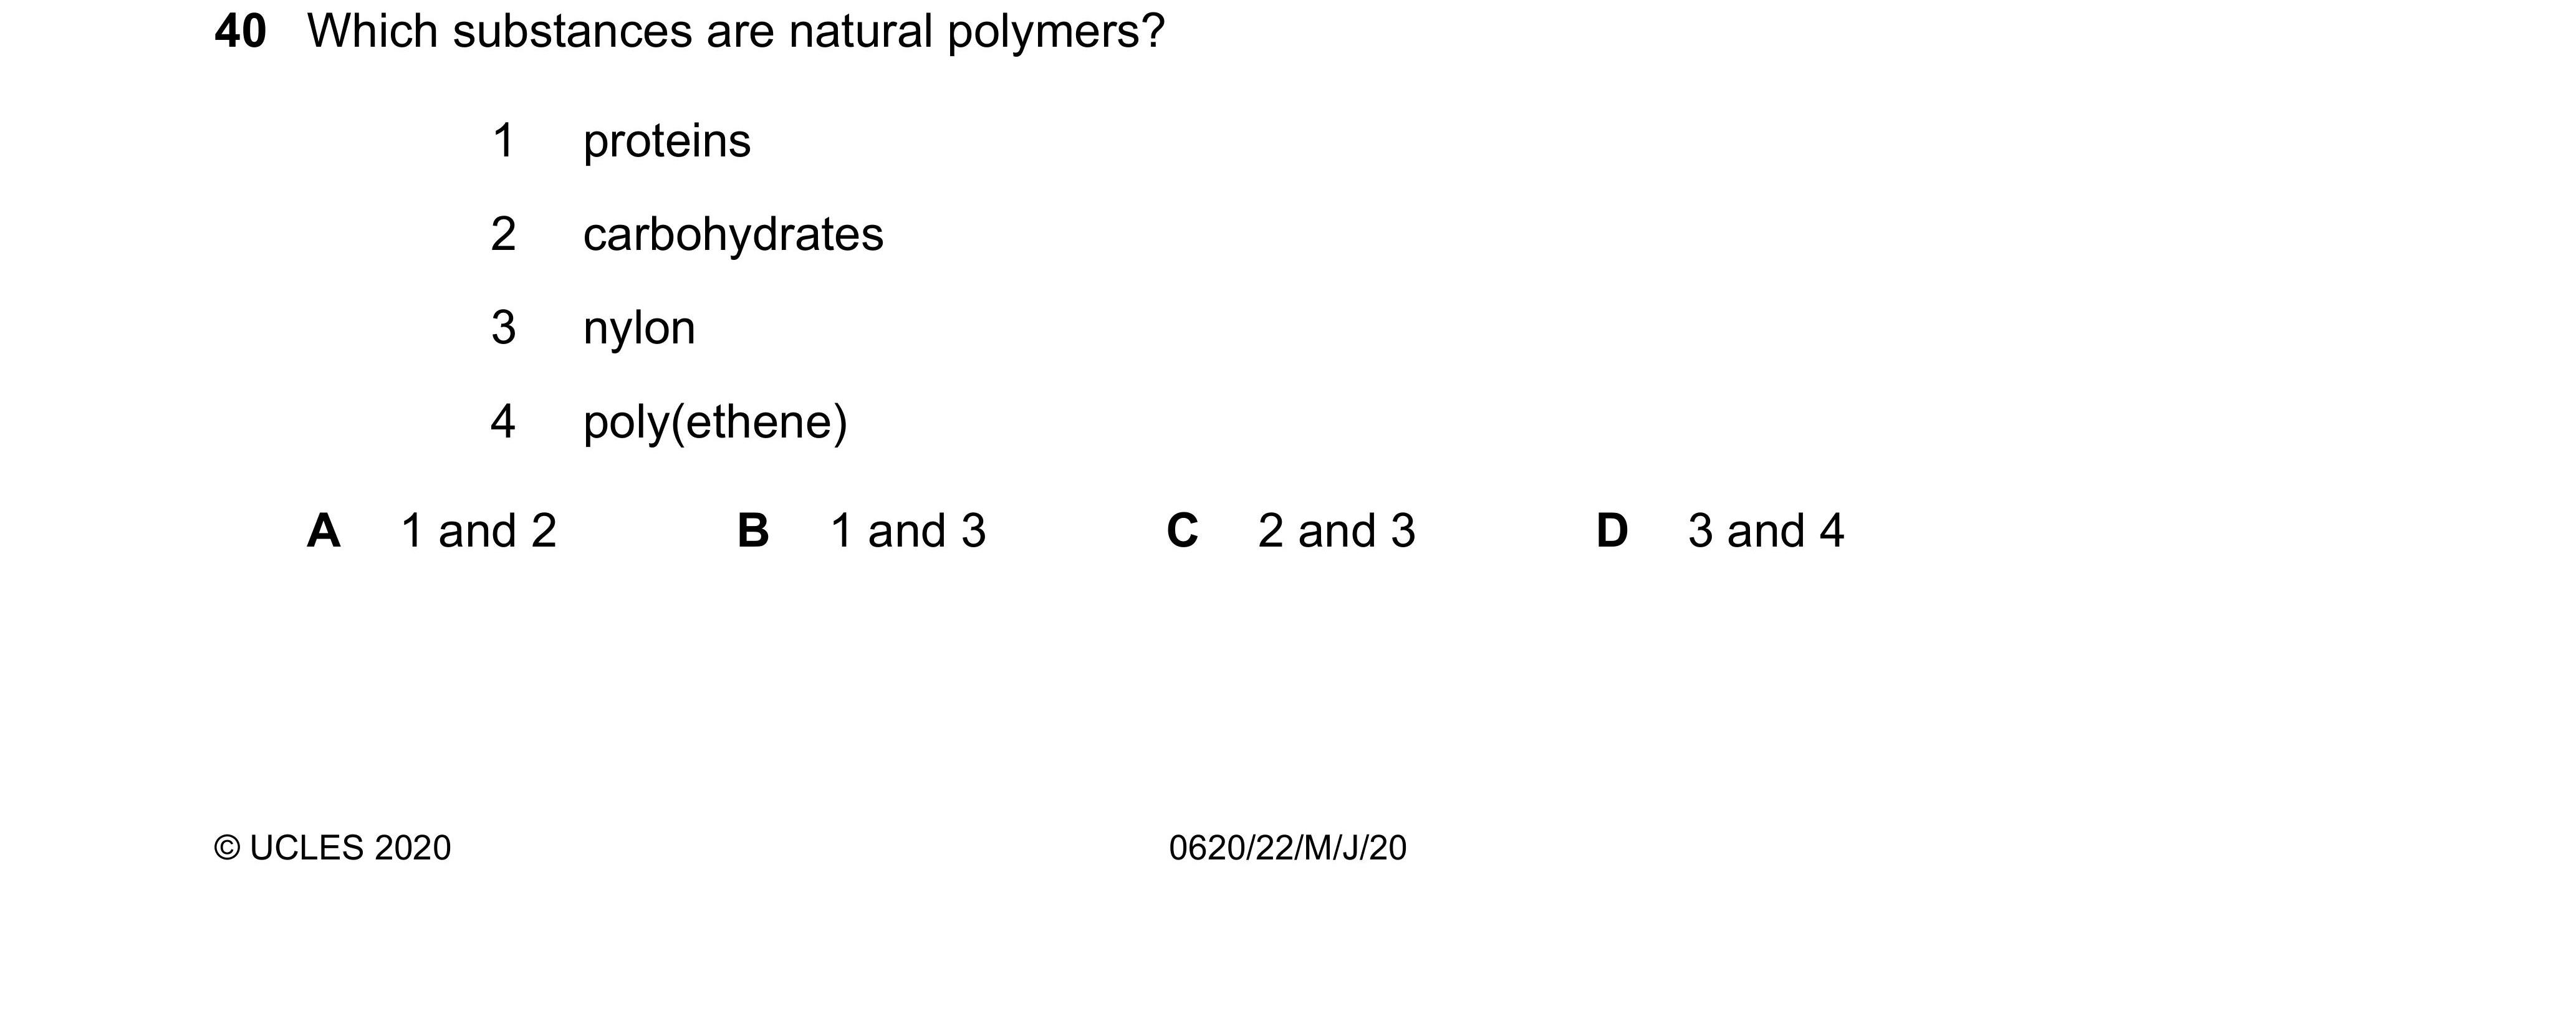 40 Which substances are natural polymers?
1 proteins
2 carbohydrates
3 nylon
4 poly(ethene)
A 1 and 2 B 1 and 3 C 2 and 3 D 3 and 4
© UCLES 2020 0620/22/M/J/20